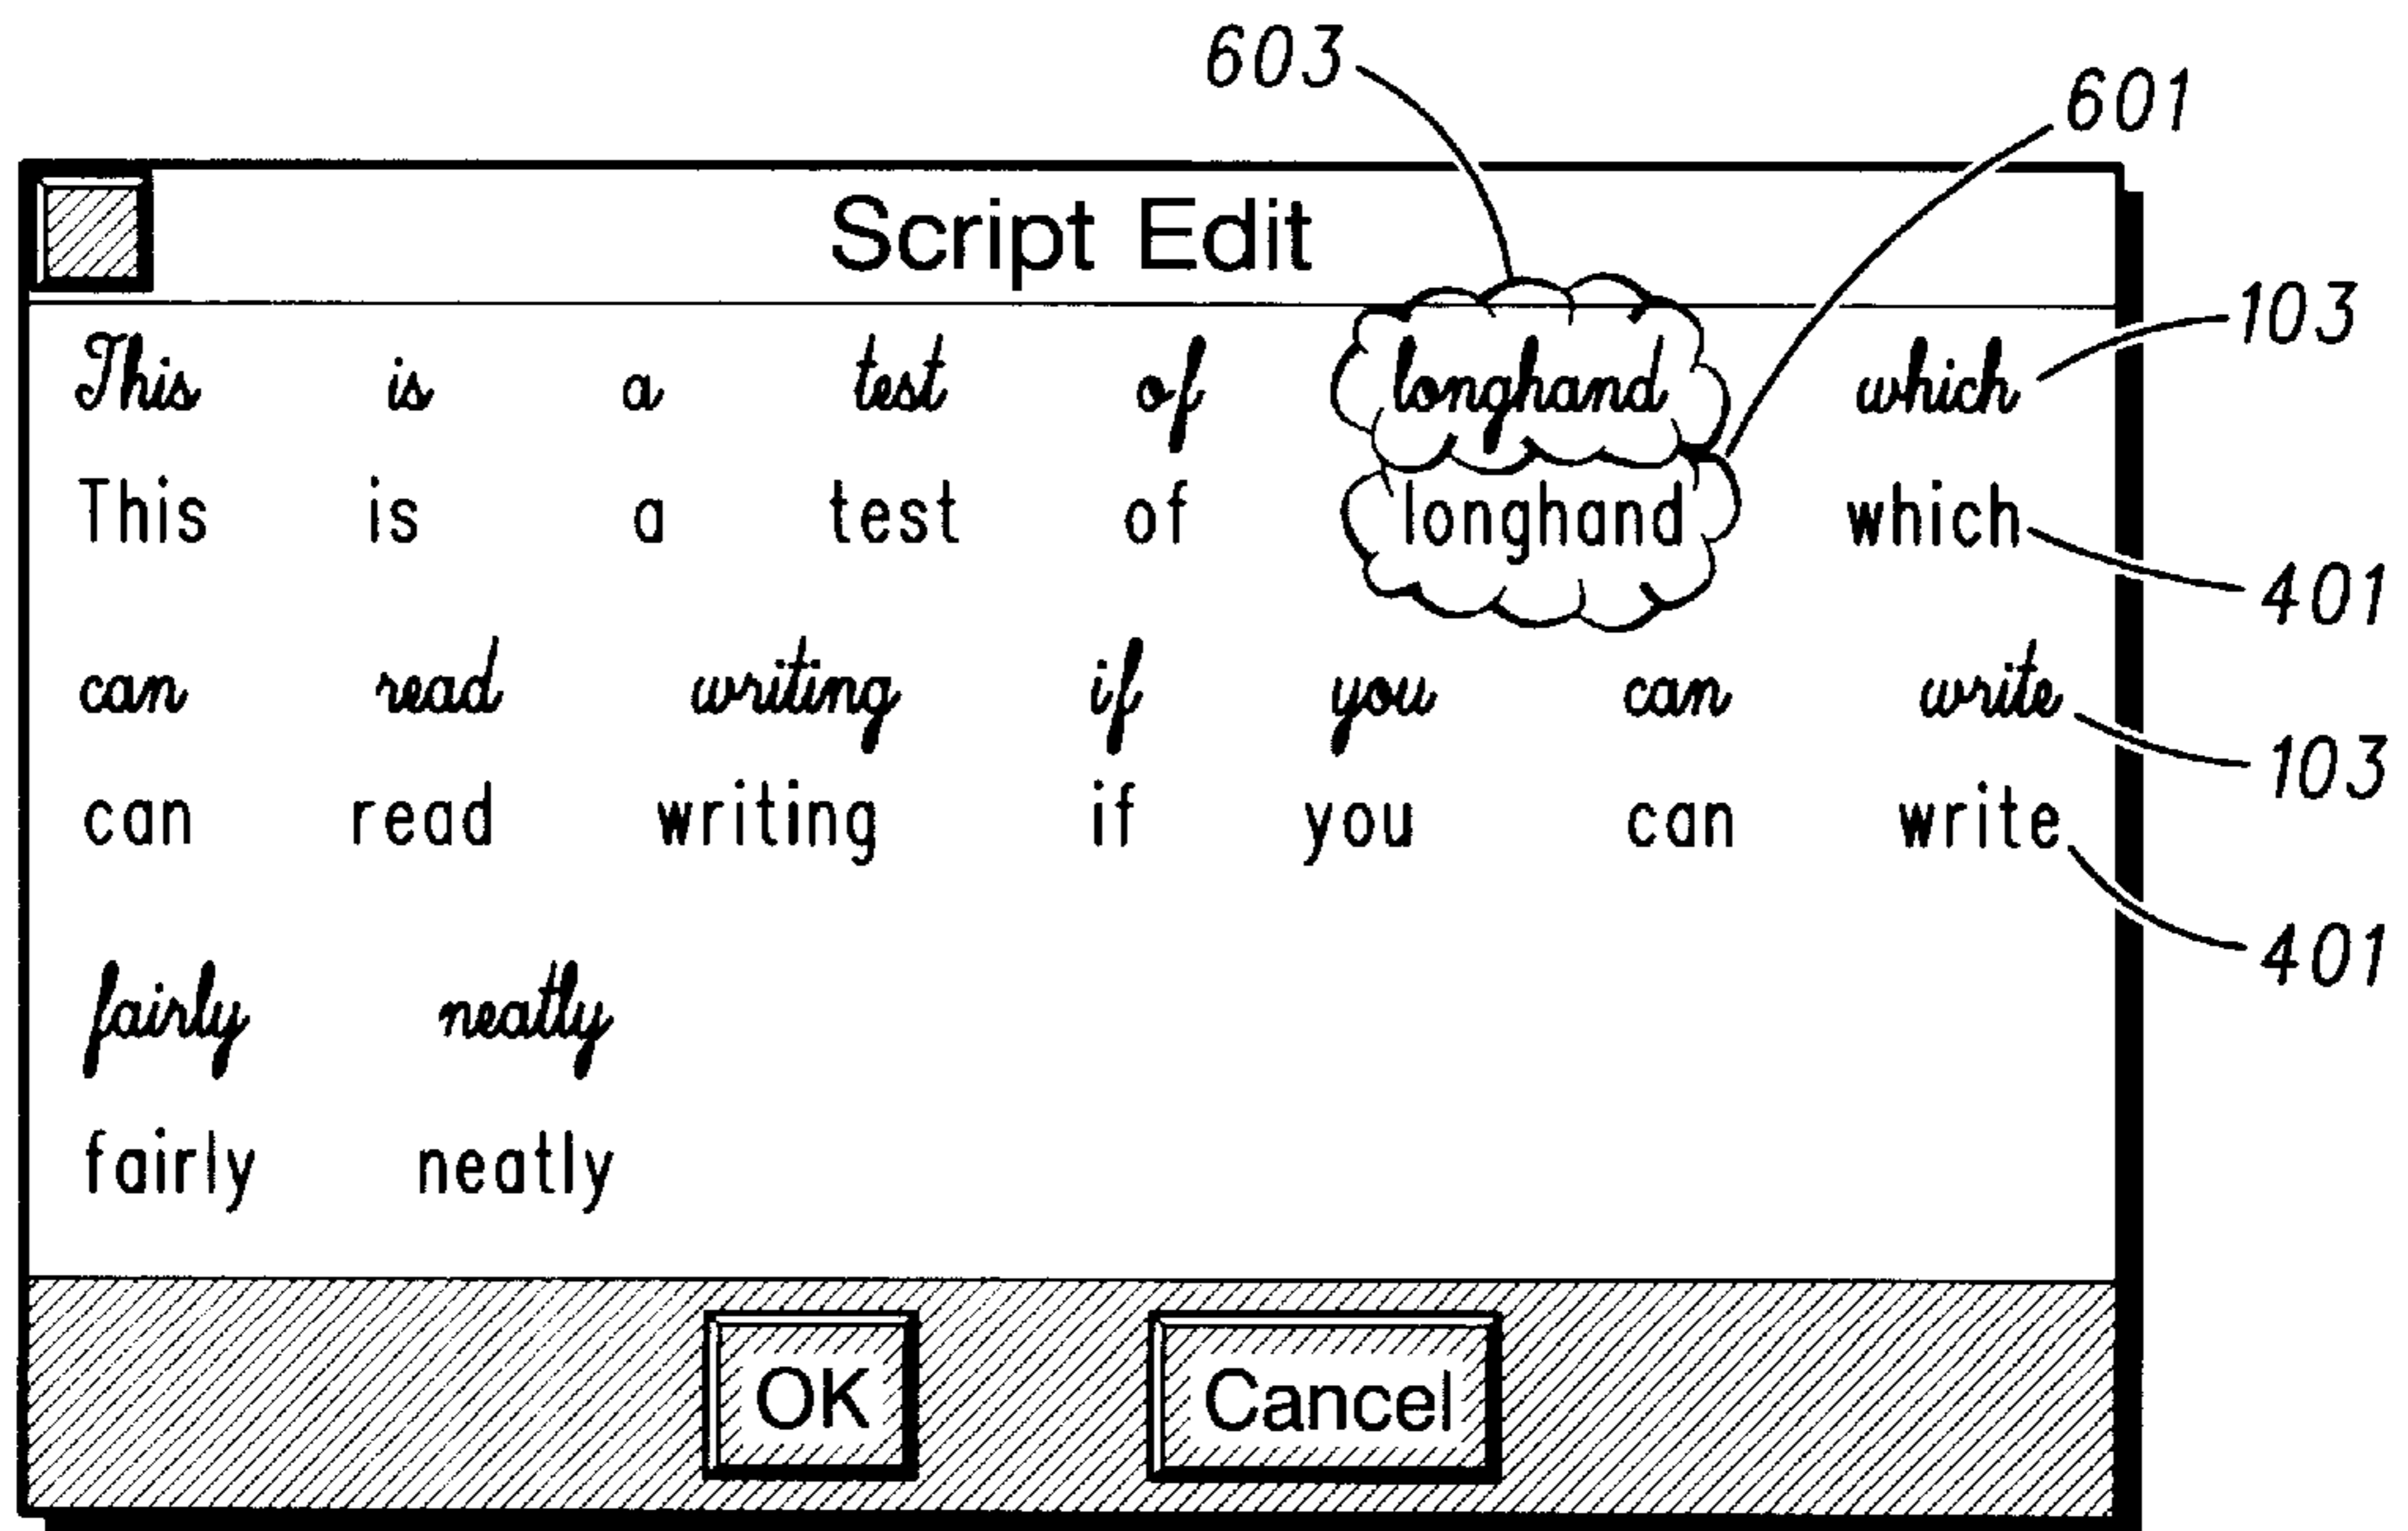 603
601
Script Edit
103
This is a test of longhand which
This is a test of longhand which
401
can read writing if you can write
103
can read writing if you can write
401
fairly neatly
fairly neatly
OK Cancel